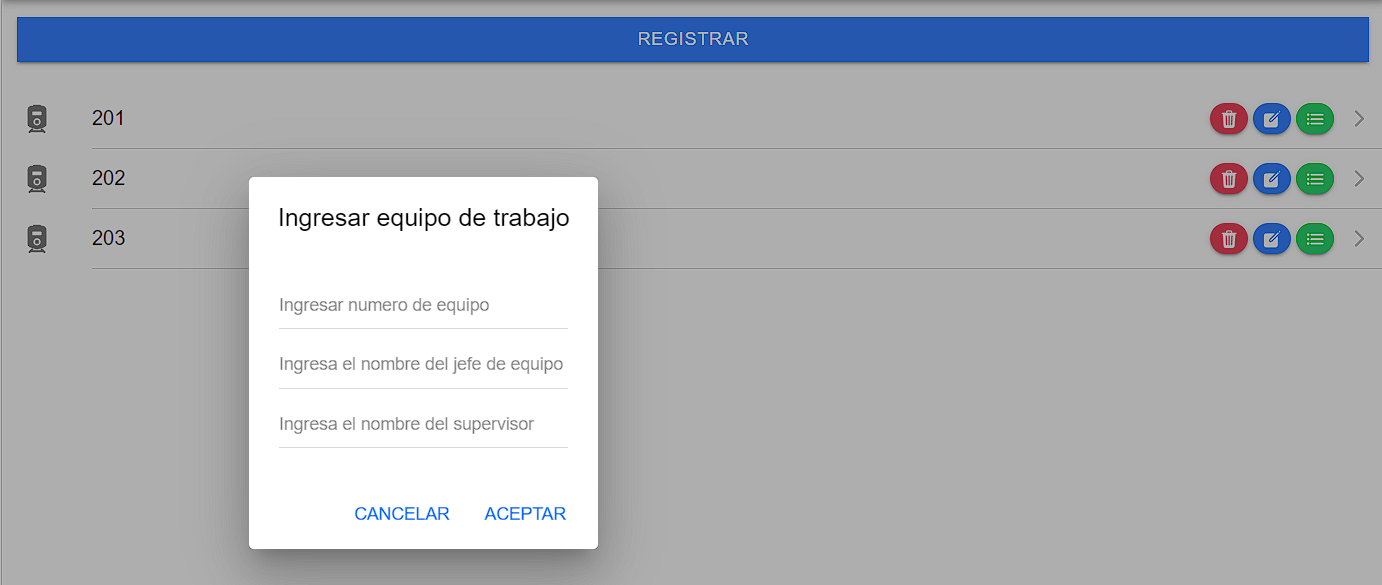 REGISTRAR
201
202
203
Ingresar equipo de trabajo
Ingresar numero de equipo
Ingresa el nombre del jefe de equipo
Ingresa el nombre del supervisor
CANCELAR ACEPTAR